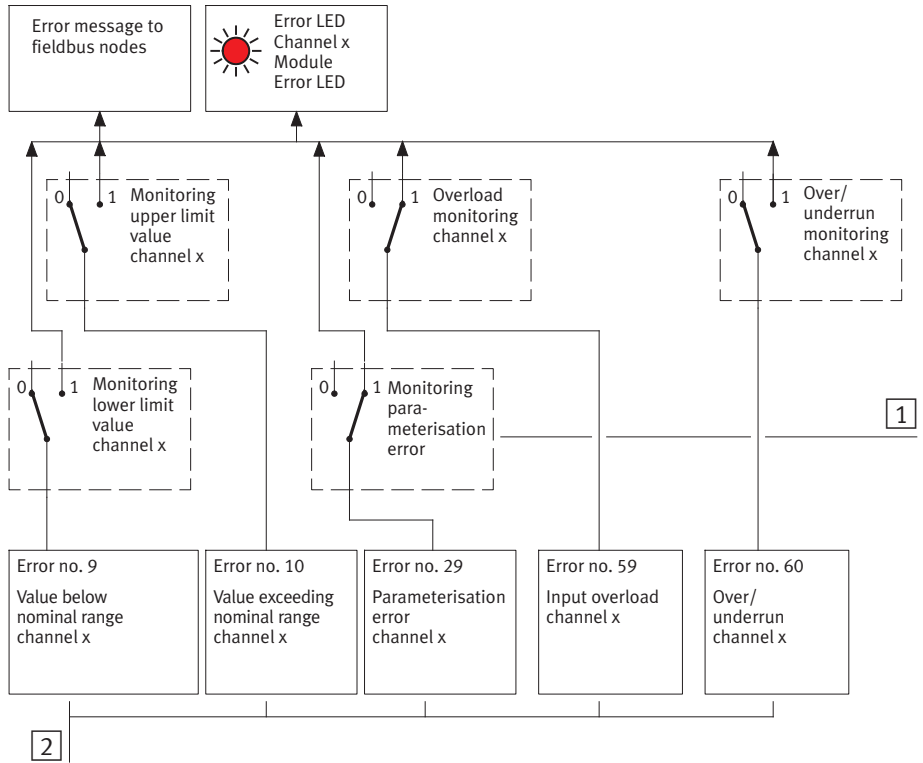 Error message to
fieldbus nodes
Error LED
Channel x
Module
Error LED
0
1
Monitoring
upper limit
value
channel x
0
1
Overload
monitoring
channel x
0
1
Over/
underrun
monitoring
channel x
0
1
Monitoring
lower limit
value
channel x
0
1
Monitoring
para-
meterisation
error
1
Error no. 9
Value below
nominal range
channel x
Error no. 10
Value exceeding
nominal range
channel x
Error no. 29
Parameterisation
error
channel x
Error no. 59
Input overload
channel x
Error no. 60
Over/
underrun
channel x
2